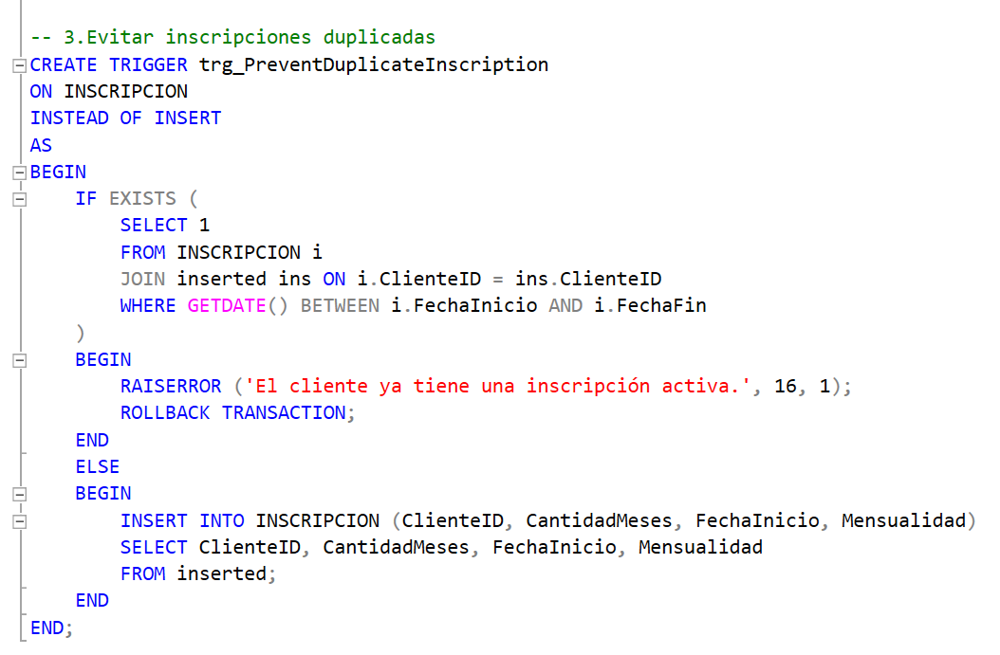 -- 3.Evitar inscripciones duplicadas
CREATE TRIGGER trg_PreventDuplicateInscription
ON INSCRIPCION
INSTEAD OF INSERT
AS
BEGIN
    IF EXISTS (
        SELECT 1
        FROM INSCRIPCION i
        JOIN inserted ins ON i.ClienteID = ins.ClienteID
        WHERE GETDATE() BETWEEN i.FechaInicio AND i.FechaFin
    )
    BEGIN
        RAISERROR ('El cliente ya tiene una inscripción activa.', 16, 1);
        ROLLBACK TRANSACTION;
    END
    ELSE
    BEGIN
        INSERT INTO INSCRIPCION (ClienteID, CantidadMeses, FechaInicio, Mensualidad)
        SELECT ClienteID, CantidadMeses, FechaInicio, Mensualidad
        FROM inserted;
    END
END;